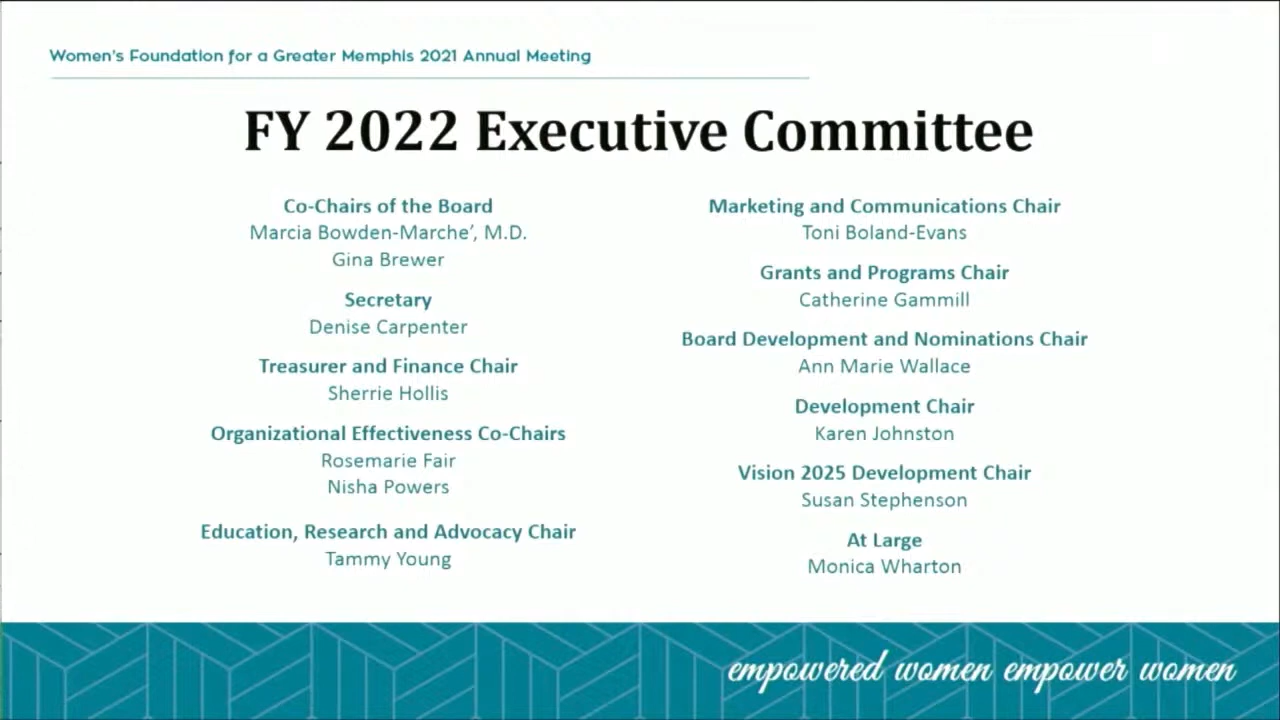 Women's Foundation for a Greater Memphis 2021 Annual Meeting
FY 2022 Executive Committee
Co-Chairs of the Board
Marcia Bowden-Marche’, M.D.
Gina Brewer
Secretary
Denise Carpenter
Treasurer and Finance Chair
Sherrie Hollis
Organizational Effectiveness Co-Chairs
Rosemarie Fair
Nisha Powers
Education, Research and Advocacy Chair
Tammy Young
Marketing and Communications Chair
Toni Boland-Evans
Grants and Programs Chair
Catherine Gammill
Board Development and Nominations Chair
Ann Marie Wallace
Development Chair
Karen Johnston
Vision 2025 Development Chair
Susan Stephenson
At Large
Monica Wharton
empowered women empower women